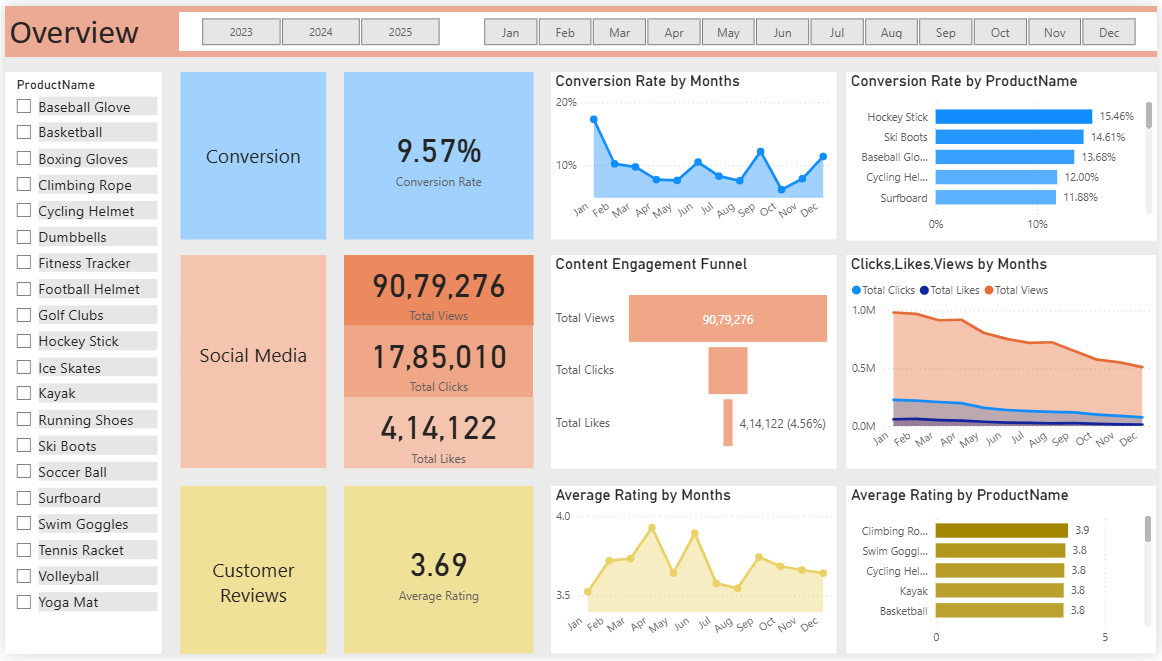 Overview
2023 2024 2025
Jan Feb Mar Apr May Jun Jul Aug Sep Oct Nov Dec
ProductName
Baseball Glove
Basketball
Boxing Gloves
Climbing Rope
Cycling Helmet
Dumbbells
Fitness Tracker
Football Helmet
Golf Clubs
Hockey Stick
Ice Skates
Kayak
Running Shoes
Ski Boots
Soccer Ball
Surfboard
Swim Goggles
Tennis Racket
Volleyball
Yoga Mat
Conversion
9.57%
Conversion Rate
Conversion Rate by Months
20%
10%
Jan Feb Mar Apr May Jun Jul Aug Sep Oct Nov Dec
Conversion Rate by ProductName
Hockey Stick 15.46%
Ski Boots 14.61%
Baseball Glo... 13.68%
Cycling Hel... 12.00%
Surfboard 11.88%
0% 10%
Social Media
90,79,276
Total Views
17,85,010
Total Clicks
4,14,122
Total Likes
Content Engagement Funnel
Total Views 90,79,276
Total Clicks
Total Likes 4,14,122 (4.56%)
Clicks,Likes,Views by Months
Total Clicks Total Likes Total Views
1.0M
0.5M
0.0M
Jan Feb Mar Apr May Jun Jul Aug Sep Oct Nov Dec
Customer
Reviews
3.69
Average Rating
Average Rating by Months
4.0
3.5
Jan Feb Mar Apr May Jun Jul Aug Sep Oct Nov Dec
Average Rating by ProductName
Climbing Ro... 3.9
Swim Goggl... 3.8
Cycling Hel... 3.8
Kayak 3.8
Basketball 3.8
0 5